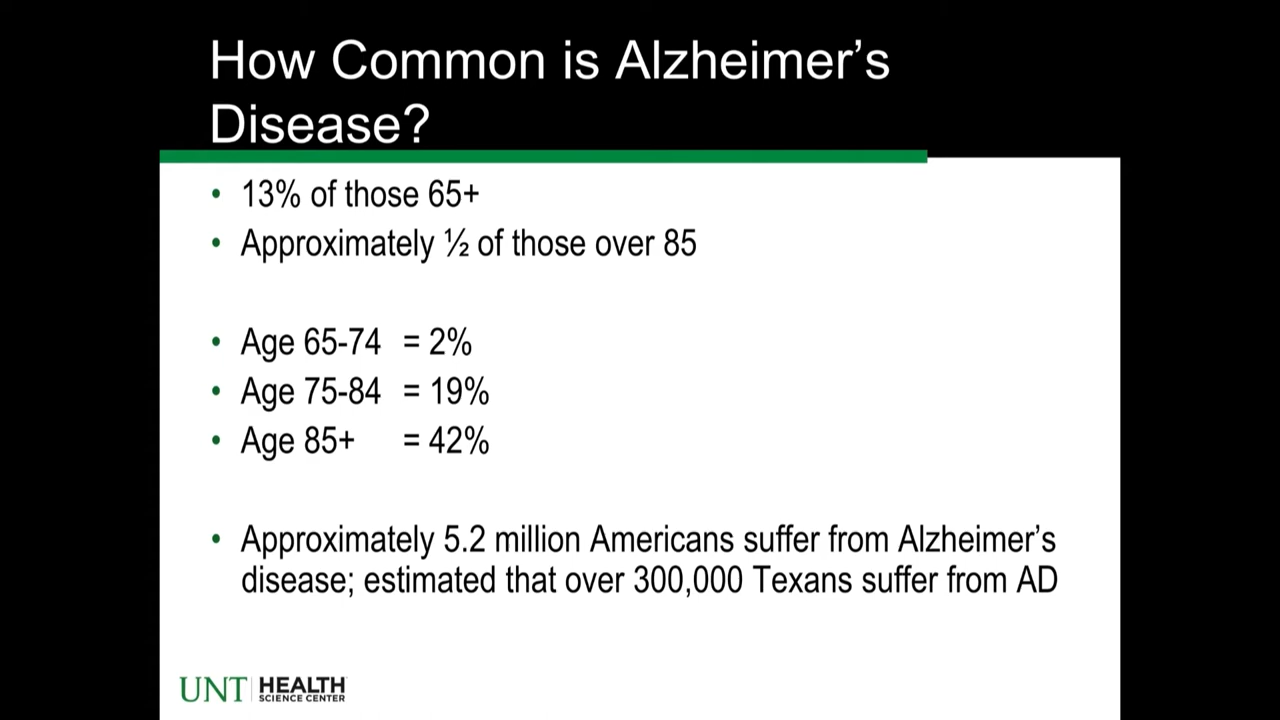 How Common is Alzheimer’s
Disease?
• 13% of those 65+
• Approximately ½ of those over 85
• Age 65-74 = 2%
• Age 75-84 = 19%
• Age 85+ = 42%
• Approximately 5.2 million Americans suffer from Alzheimer’s
disease; estimated that over 300,000 Texans suffer from AD
UNT HEALTH
SCIENCE CENTER